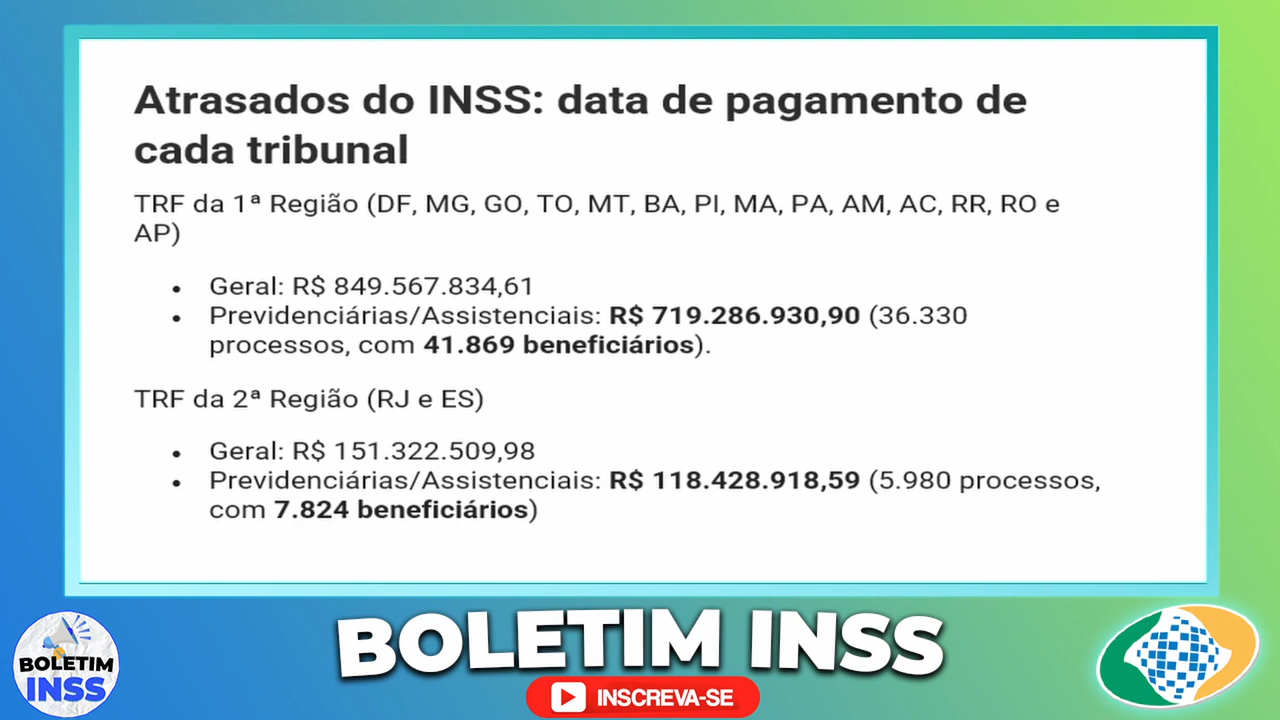 Atrasados do INSS: data de pagamento de
cada tribunal
TRF da 1ª Região (DF, MG, GO, TO, MT, BA, PI, MA, PA, AM, AC, RR, RO e
AP)
• Geral: R$ 849.567.834,61
• Previdenciárias/Assistenciais: R$ 719.286.930,90 (36.330
processos, com 41.869 beneficiários).
TRF da 2ª Região (RJ e ES)
• Geral: R$ 151.322.509,98
• Previdenciárias/Assistenciais: R$ 118.428.918,59 (5.980 processos,
com 7.824 beneficiários)
BOLETIM INSS
INSCREVA-SE
BOLETIM
INSS